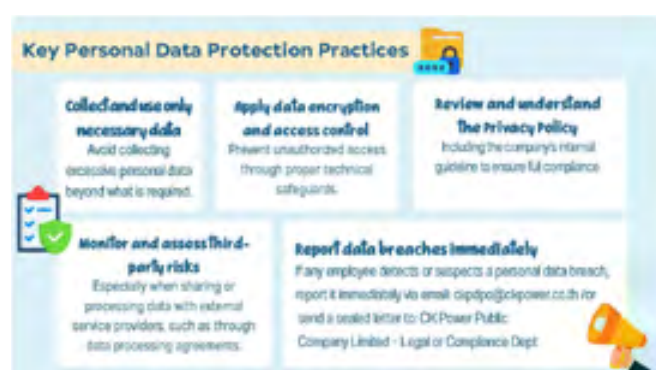 Key Personal Data Protection Practices
Collect and use only
necessary data
Avoid collecting
excessive personal data
beyond what is required.
Apply data encryption
and access control
Prevent unauthorized access
through proper technical
safeguards.
Review and understand
the Privacy Policy
Including the company's internal
guideline to ensure full compliance
Monitor and assess third-
party risks
Especially when sharing or
processing data with external
service providers, such as through
data processing agreements.
Report data breaches immediately
If any employee detects or suspects a personal data breach,
report it immediately via email: ckpdpo@ckpower.co.th /or
send a sealed letter to: CK Power Public
Company Limited - Legal or Compliance Dept